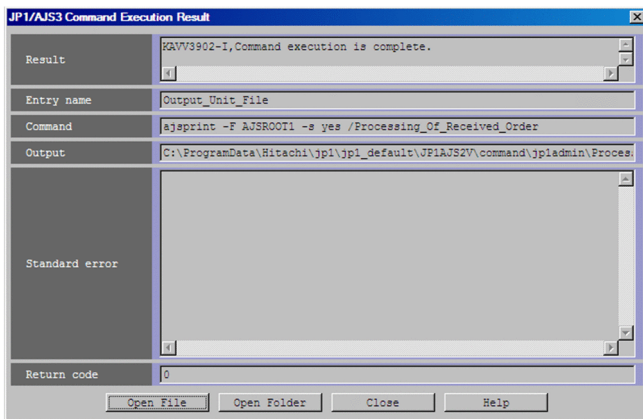 JP1/AJS3 Command Execution Result
Result
KAVV3902-I,Command execution is complete.
Entry name
Output_Unit_File
Command
ajsprint -F AJSROOT1 -s yes /Processing_Of_Received_Order
Output
C:\ProgramData\Hitachi\jp1\jp1_default\JP1AJS2V\command\jp1admin\Proces
Standard error
Return code
0
Open File Open Folder Close Help